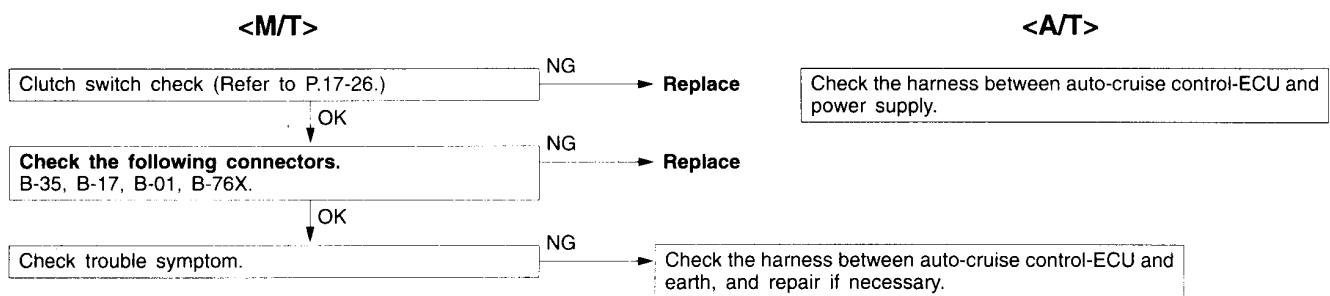 <M/T>
Clutch switch check (Refer to P.17-26.)
NG
Replace
OK
Check the following connectors.
B-35, B-17, B-01, B-76X.
NG
Replace
OK
Check trouble symptom.
NG
Check the harness between auto-cruise control-ECU and
earth, and repair if necessary.
<A/T>
Check the harness between auto-cruise control-ECU and
power supply.